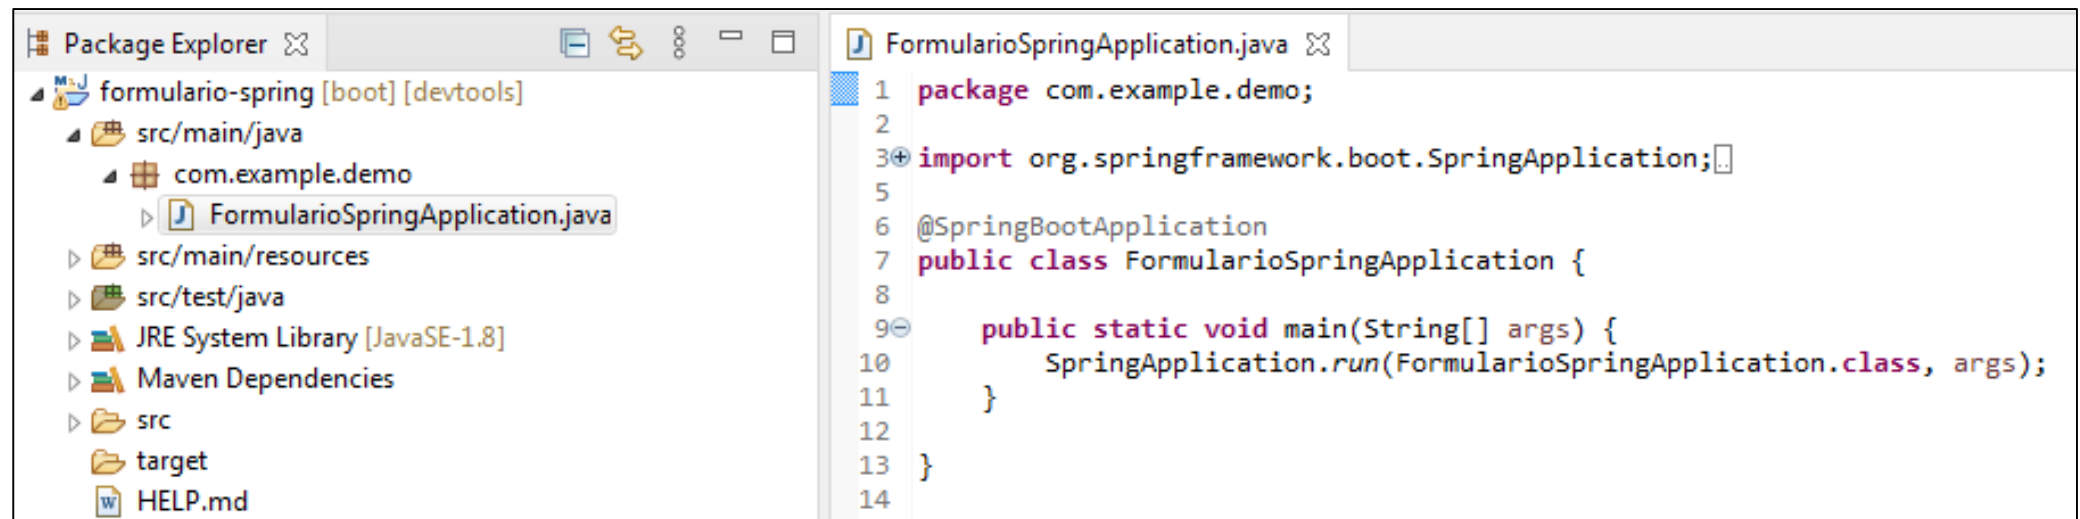 Package Explorer
formulario-spring [boot] [devtools]
src/main/java
com.example.demo
FormularioSpringApplication.java
src/main/resources
src/test/java
JRE System Library [JavaSE-1.8]
Maven Dependencies
src
target
HELP.md
FormularioSpringApplication.java
1 package com.example.demo;
2
3 import org.springframework.boot.SpringApplication;
5
6 @SpringBootApplication
7 public class FormularioSpringApplication {
8
9 public static void main(String[] args) {
10 SpringApplication.run(FormularioSpringApplication.class, args);
11 }
12
13 }
14